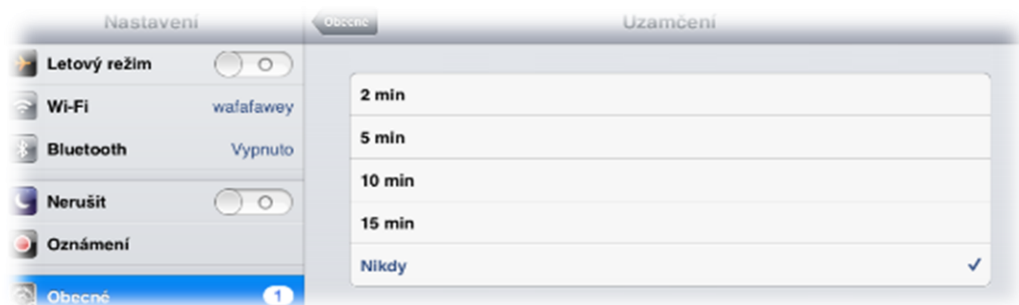 Nastavení
Letový režim
Wi-Fi wafafawey
Bluetooth Vypnuto
Nerušit
Oznámení
Obecné 1
Obecné
Uzamčení
2 min
5 min
10 min
15 min
Nikdy